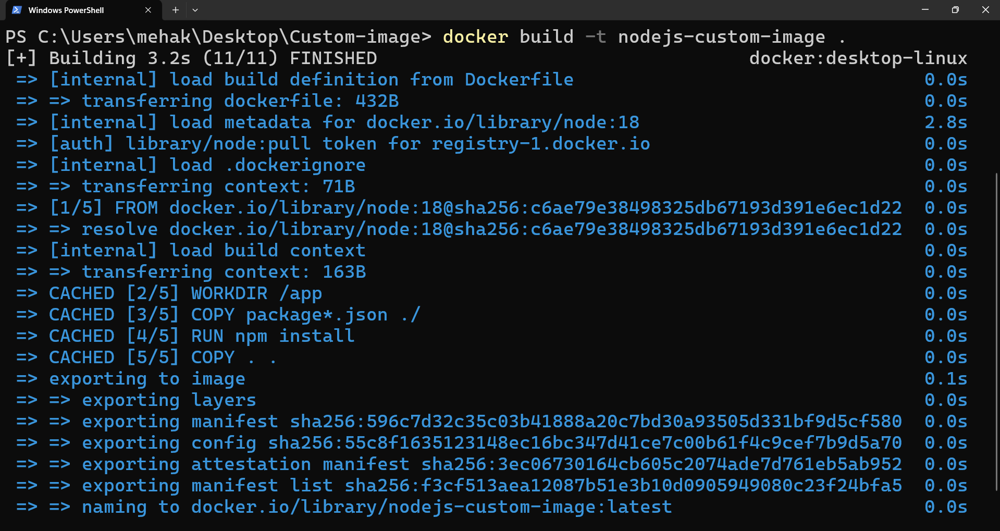 Windows PowerShell
PS C:\Users\mehak\Desktop\Custom-image> docker build -t nodejs-custom-image .
[+] Building 3.2s (11/11) FINISHED docker:desktop-linux
=> [internal] load build definition from Dockerfile 0.0s
=> => transferring dockerfile: 432B 0.0s
=> [internal] load metadata for docker.io/library/node:18 2.8s
=> [auth] library/node:pull token for registry-1.docker.io 0.0s
=> [internal] load .dockerignore 0.0s
=> => transferring context: 71B 0.0s
=> [1/5] FROM docker.io/library/node:18@sha256:c6ae79e38498325db67193d391e6ec1d22 0.0s
=> => resolve docker.io/library/node:18@sha256:c6ae79e38498325db67193d391e6ec1d22 0.0s
=> [internal] load build context 0.0s
=> => transferring context: 163B 0.0s
=> CACHED [2/5] WORKDIR /app 0.0s
=> CACHED [3/5] COPY package*.json ./ 0.0s
=> CACHED [4/5] RUN npm install 0.0s
=> CACHED [5/5] COPY . . 0.0s
=> exporting to image 0.1s
=> => exporting layers 0.0s
=> => exporting manifest sha256:596c7d32c35c03b41888a20c7bd30a93505d331bf9d5cf580 0.0s
=> => exporting config sha256:55c8f1635123148ec16bc347d41ce7c00b61f4c9cef7b9d5a70 0.0s
=> => exporting attestation manifest sha256:3ec06730164cb605c2074ade7d761eb5ab952 0.0s
=> => exporting manifest list sha256:f3cf513aea12087b51e3b10d0905949080c23f24bfa5 0.0s
=> => naming to docker.io/library/nodejs-custom-image:latest 0.0s